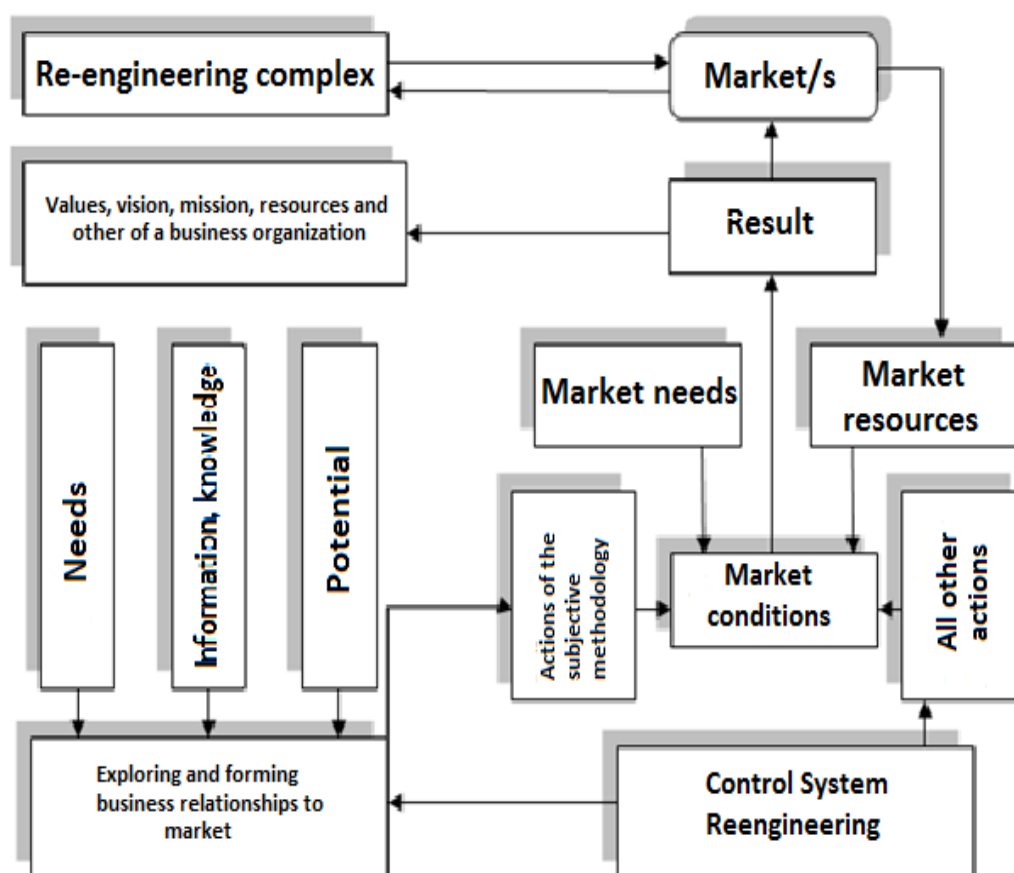 Re-engineering complex
Market/s
Values, vision, mission, resources and
other of a business organization
Result
Needs
Information, knowledge
Potential
Market needs
Market
resources
Actions of the
subjective
methodology
Market
conditions
All other
actions
Exploring and forming
business relationships to
market
Control System
Reengineering